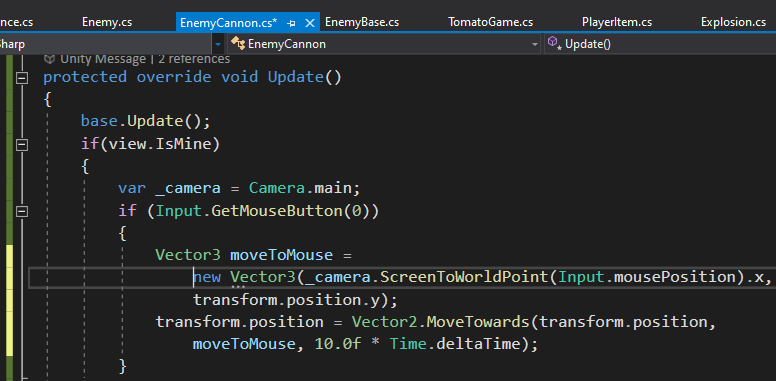 nce.cs Enemy.cs EnemyCannon.cs* EnemyBase.cs TomatoGame.cs PlayerItem.cs Explosion.cs
harp EnemyCannon Update()
Unity Message | 2 references
protected override void Update()
{
base.Update();
if(view.IsMine)
{
var _camera = Camera.main;
if (Input.GetMouseButton(0))
{
Vector3 moveToMouse =
new Vector3(_camera.ScreenToWorldPoint(Input.mousePosition).x,
transform.position.y);
transform.position = Vector2.MoveTowards(transform.position,
moveToMouse, 10.0f * Time.deltaTime);
}